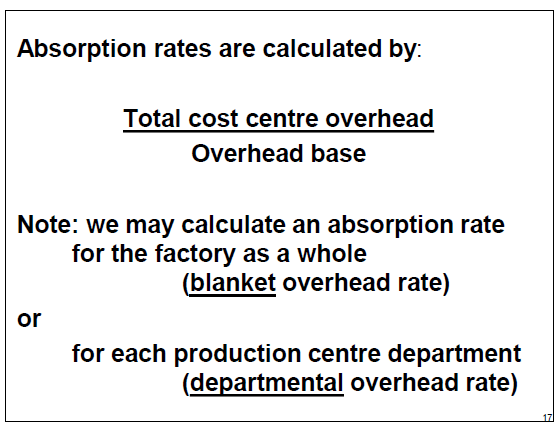 Absorption rates are calculated by:
Total cost centre overhead
Overhead base
Note: we may calculate an absorption rate
for the factory as a whole
(blanket overhead rate)
or
for each production centre department
(departmental overhead rate)
17